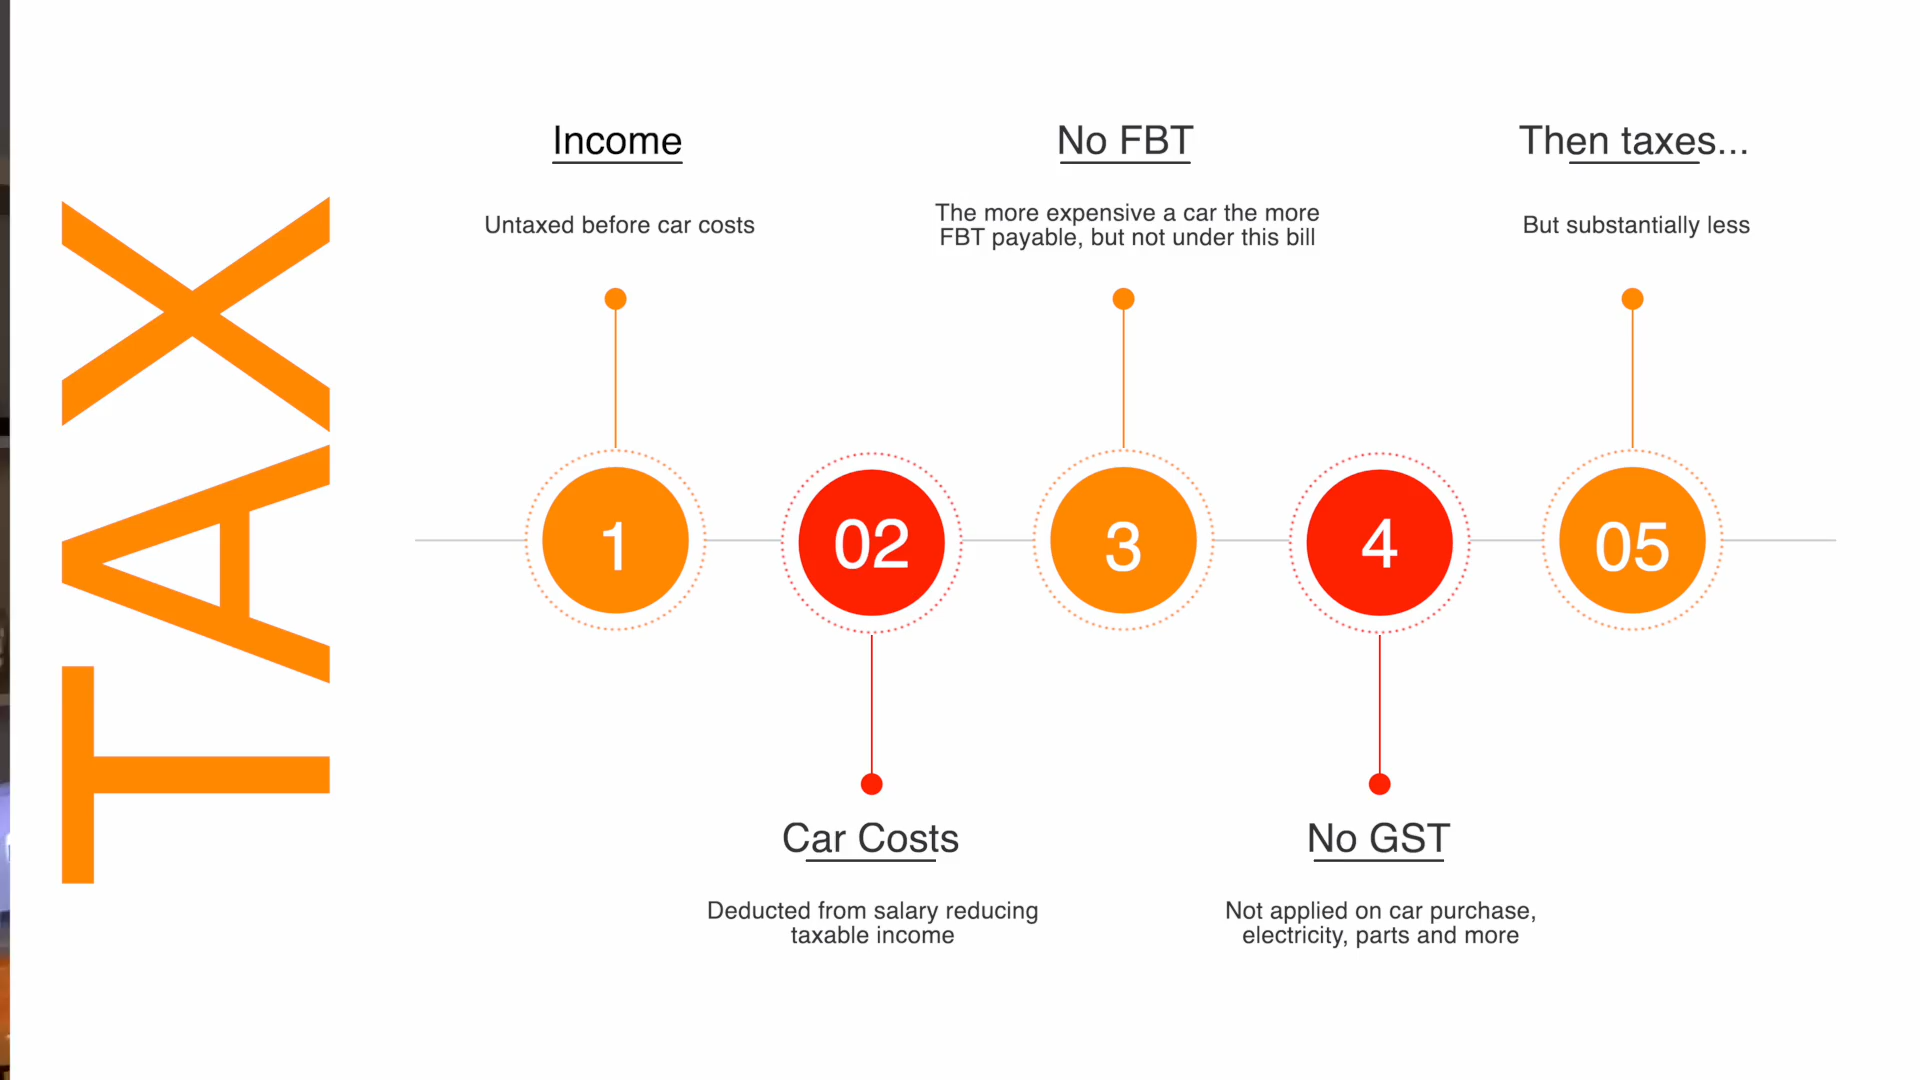 TAX
Income
Untaxed before car costs
1
02
Car Costs
Deducted from salary reducing
taxable income
No FBT
The more expensive a car the more
FBT payable, but not under this bill
3
4
No GST
Not applied on car purchase,
electricity, parts and more
Then taxes...
But substantially less
05